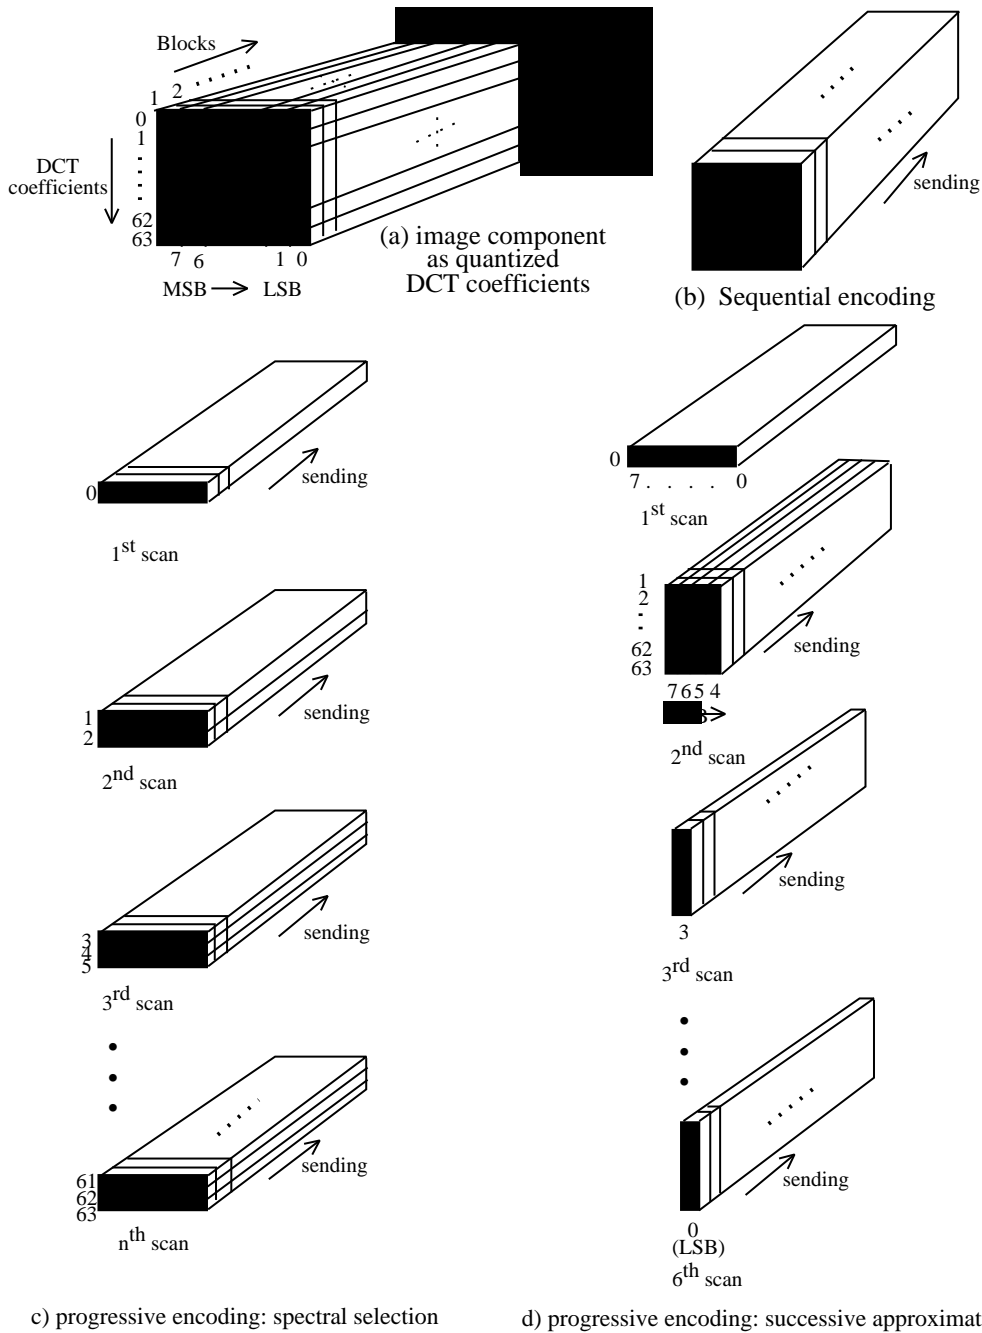 Blocks
1 2
0
1
DCT
coefficients
62
63
7 6 1 0
MSB LSB
(a) image component
as quantized
DCT coefficients
sending
(b) Sequential encoding
0
sending
1st scan
1
2
sending
2nd scan
3
4
5
sending
3rd scan
61
62
63
sending
nth scan
c) progressive encoding: spectral selection
0
7 . . . . 0
1st scan
1
2
62
63
sending
7 6 5 4
2nd scan
sending
3
3rd scan
sending
0
(LSB)
6th scan
d) progressive encoding: successive approximat